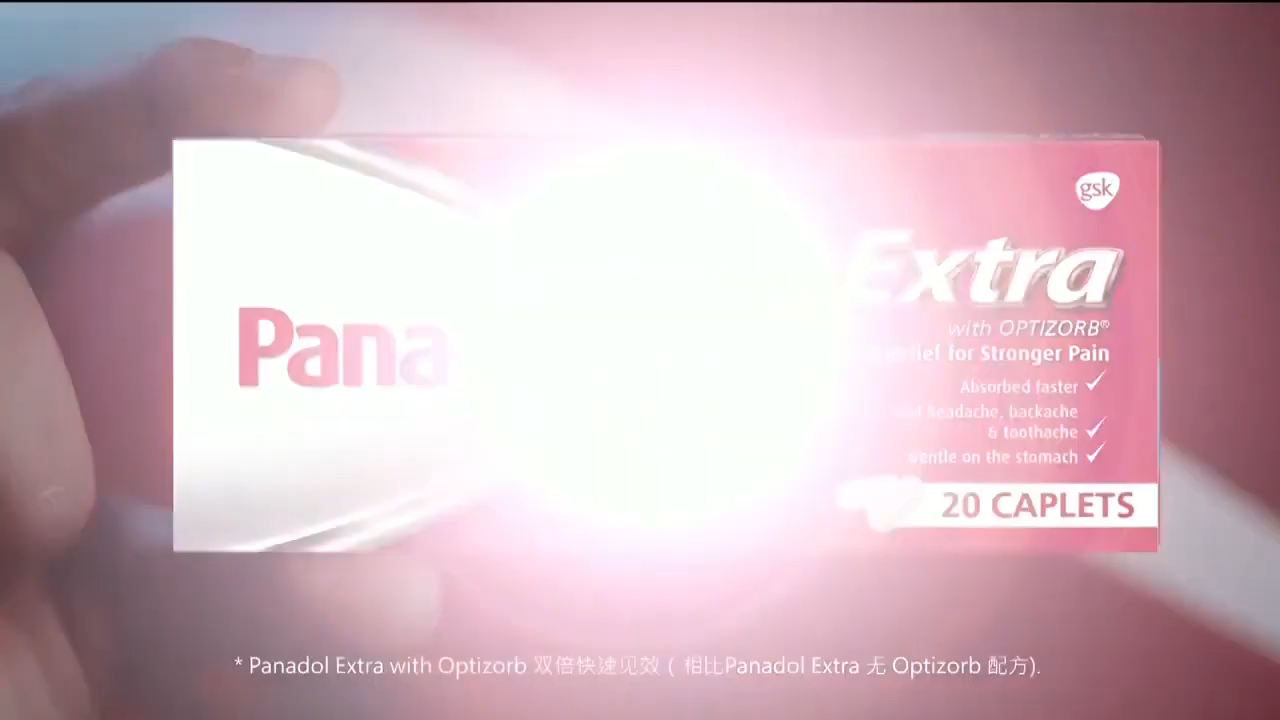 gsk
Pana
Extra
with OPTIZORB®
for Stronger Pain
Absorbed faster ✓
headache, backache
& toothache ✓
on the stomach ✓
20 CAPLETS
* Panadol Extra with Optizorb 双倍快速见效 ( 相比Panadol Extra 无 Optizorb 配方).